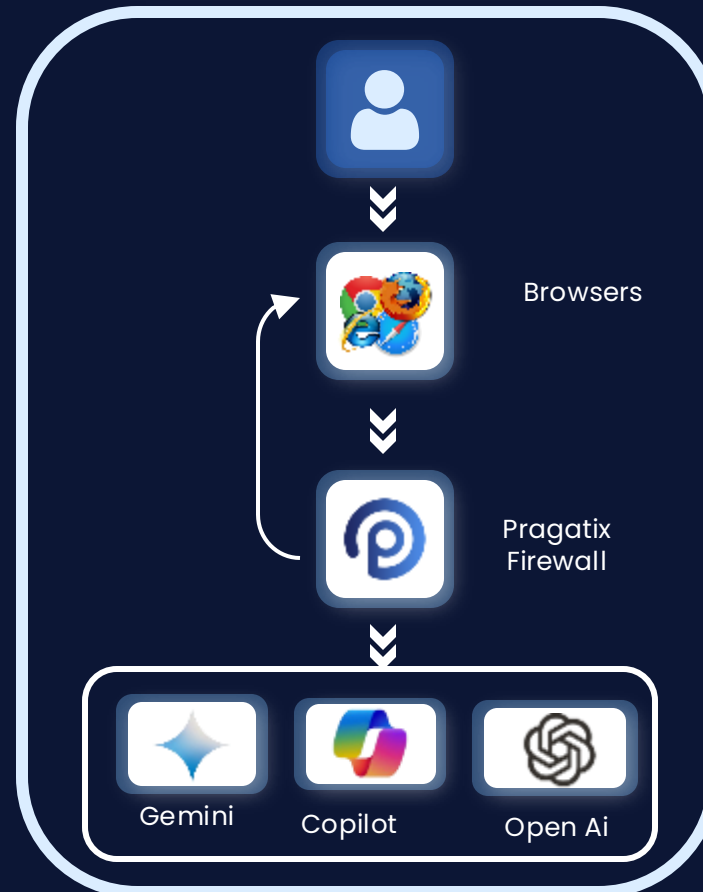 Browsers
Pragatix
Firewall
Gemini
Copilot
Open Ai